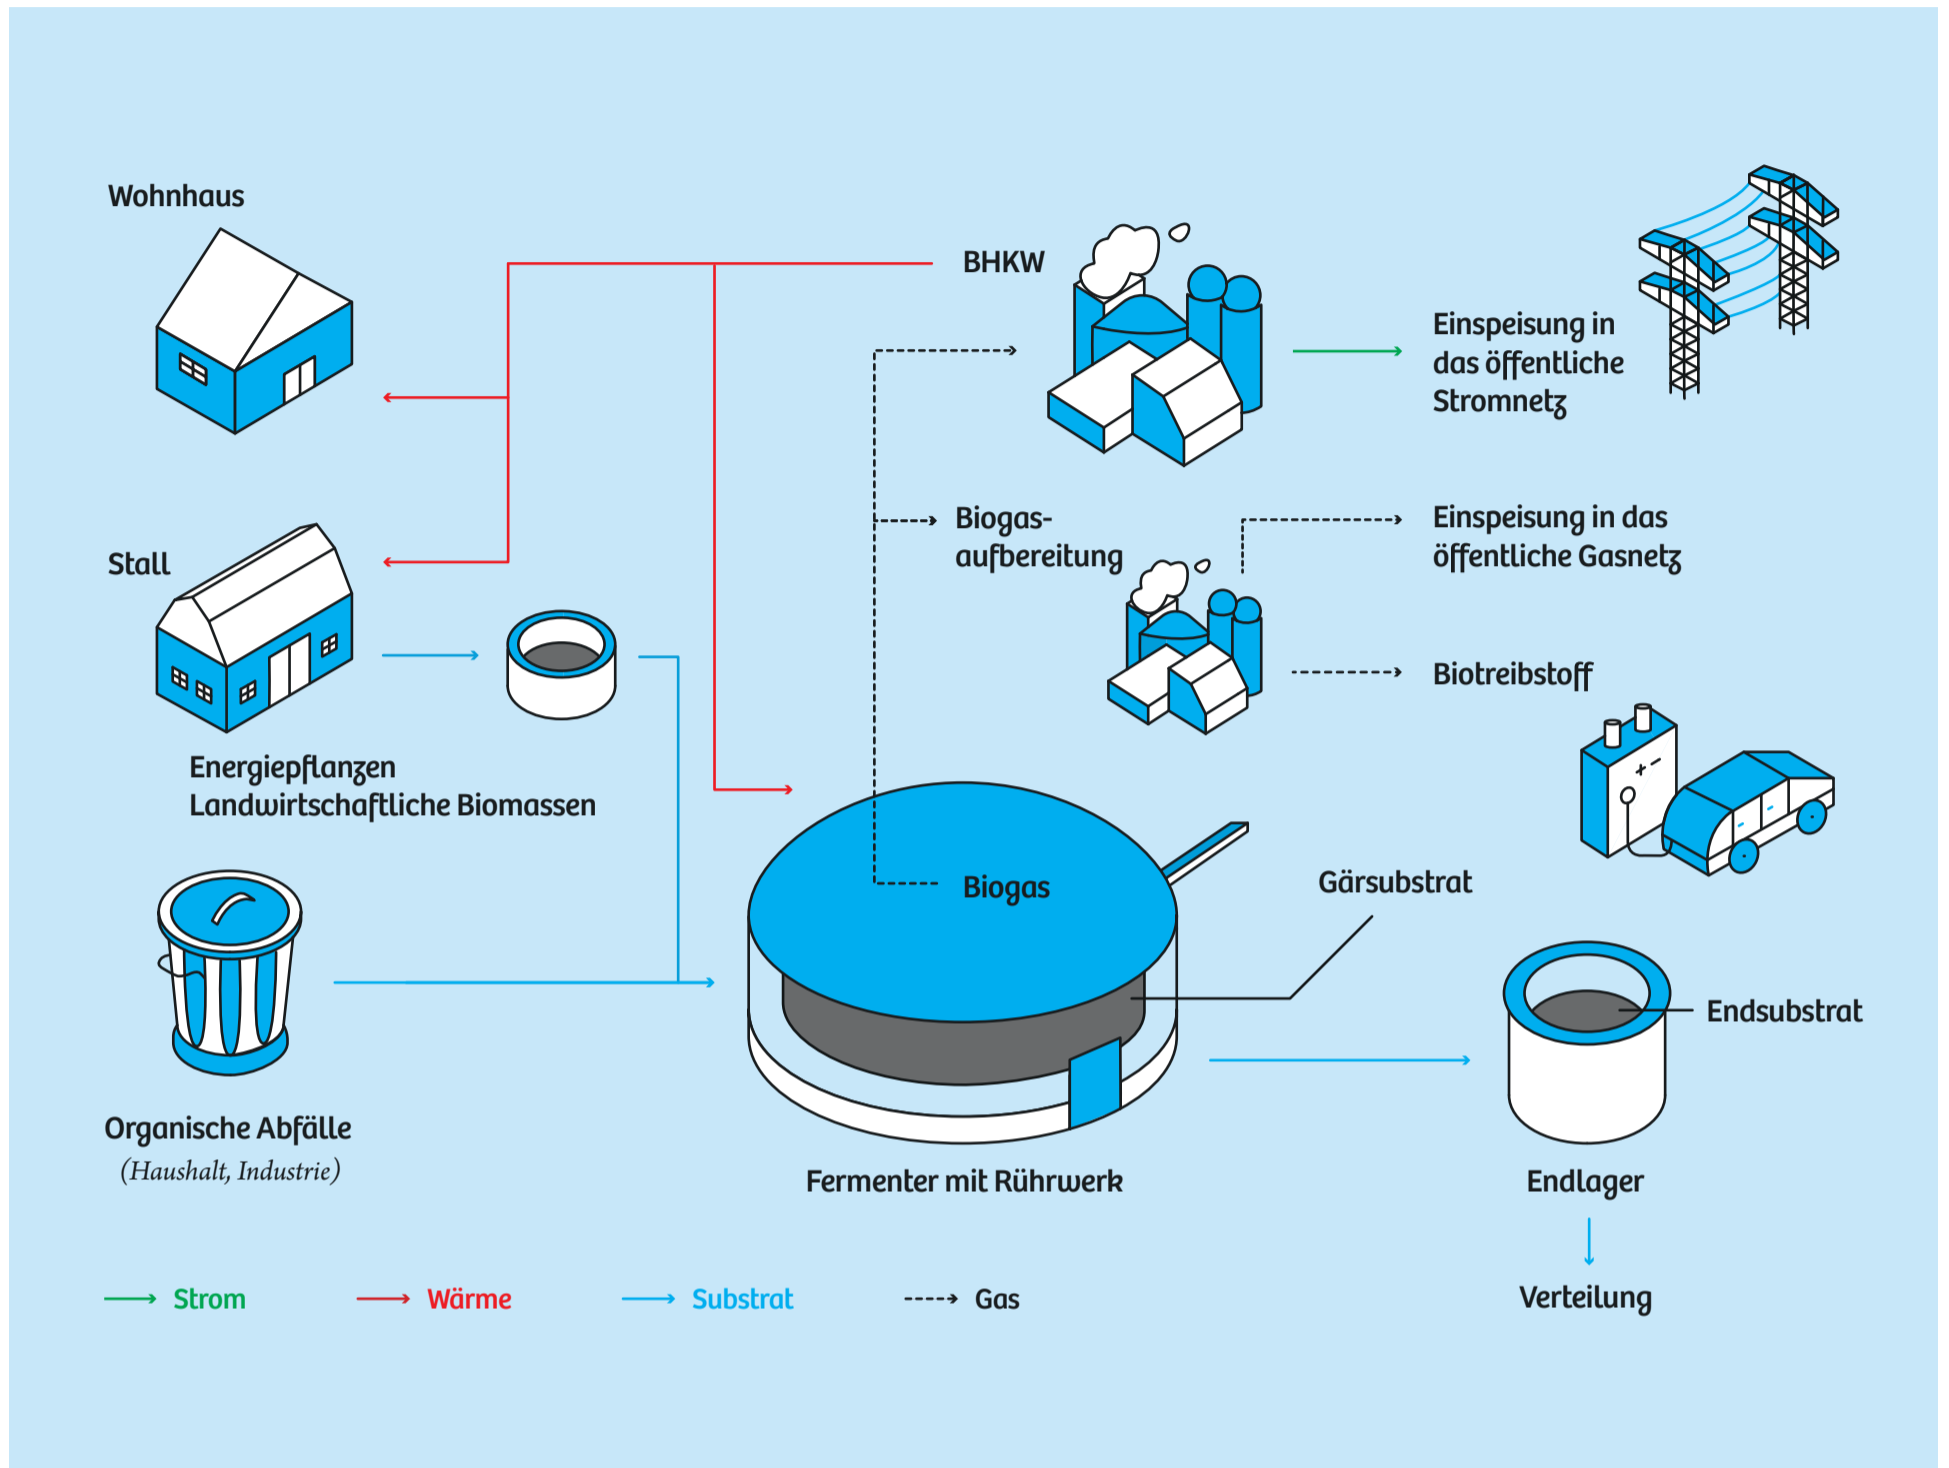 Wohnhaus
BHKW
Einspeisung in
das öffentliche
Stromnetz
Stall
Biogas-
aufbereitung
Einspeisung in das
öffentliche Gasnetz
Biotreibstoff
Energiepflanzen
Landwirtschaftliche Biomassen
+ –
Biogas
Gärsubstrat
Endsubstrat
Organische Abfälle
(Haushalt, Industrie)
Fermenter mit Rührwerk
Endlager
Verteilung
Strom
Wärme
Substrat
Gas